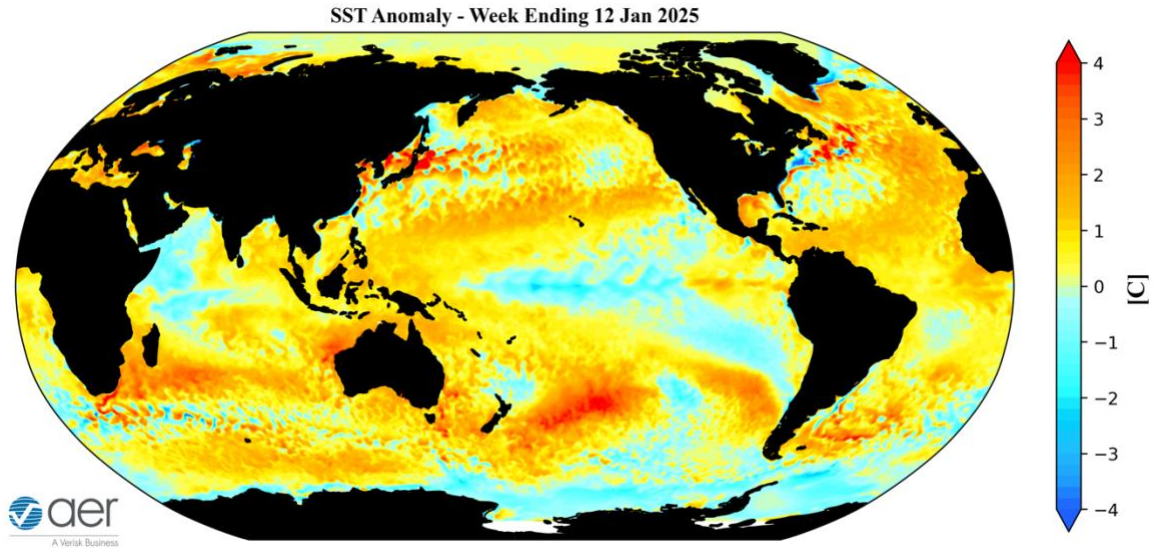 SST Anomaly - Week Ending 12 Jan 2025
4
3
2
1
0
−1
−2
−3
−4
[C]
aer
A Verisk Business